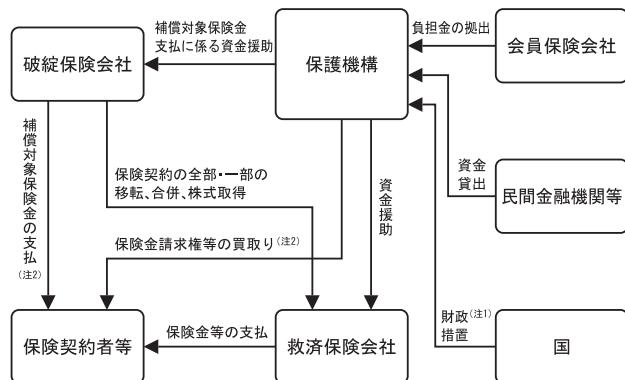 補償対象保険金
支払に係る資金援助
負担金の拠出
破綻保険会社
保護機構
会員保険会社
補償対象保険金の支払(注2)
保険契約の全部・一部の
移転、合併、株式取得
資金援助
資金
貸出
民間金融機関等
保険金請求権等の買取り(注2)
財政(注1)
措置
保険契約者等
保険金等の支払
救済保険会社
国